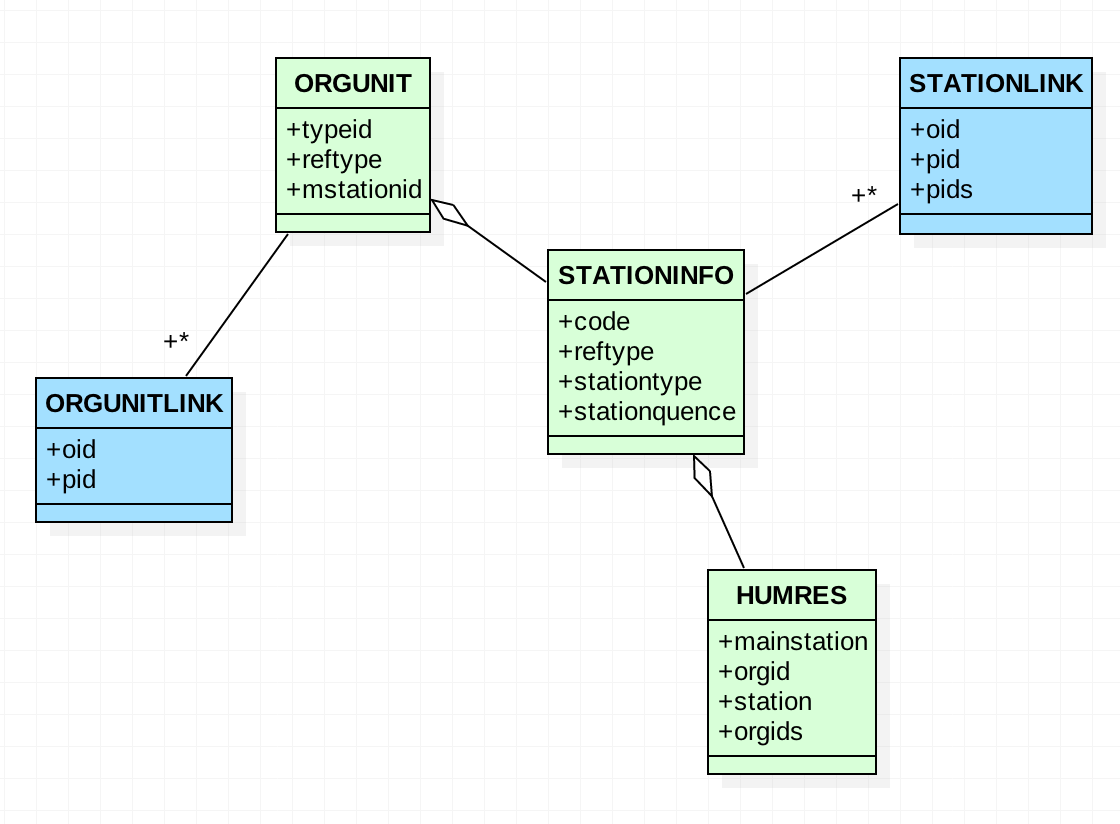 ORGUNIT
+typeid
+reftype
+mstationid
STATIONLINK
+oid
+pid
+pids
+*
STATIONINFO
+code
+reftype
+stationtype
+stationquence
+*
ORGUNITLINK
+oid
+pid
HUMRES
+mainstation
+orgid
+station
+orgids